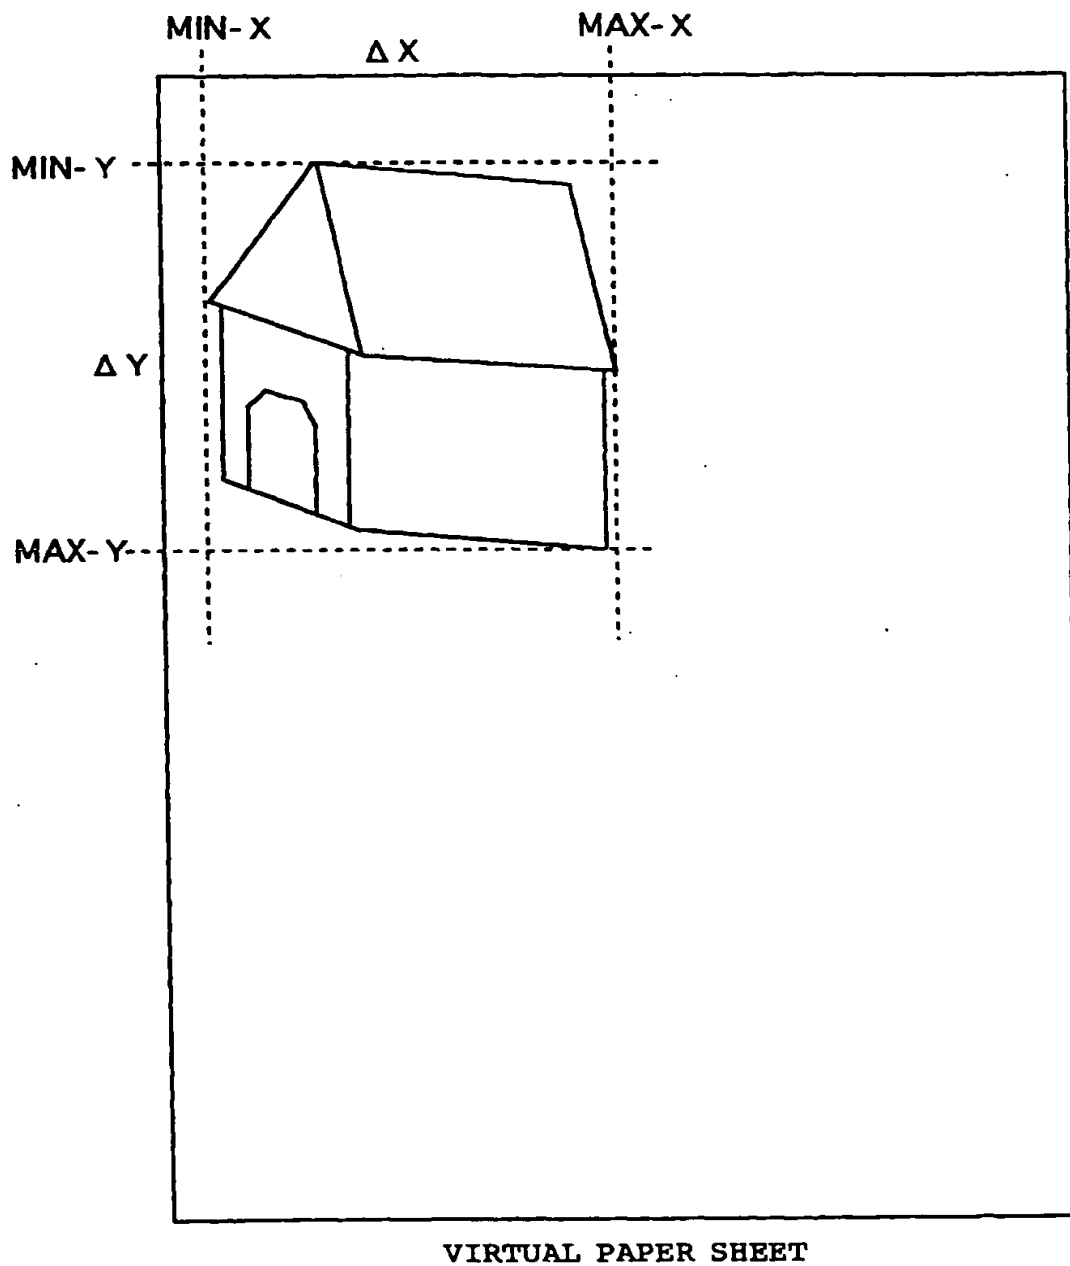 MIN-X
MAX-X
Δ X
MIN-Y
Δ Y
MAX-Y
VIRTUAL PAPER SHEET